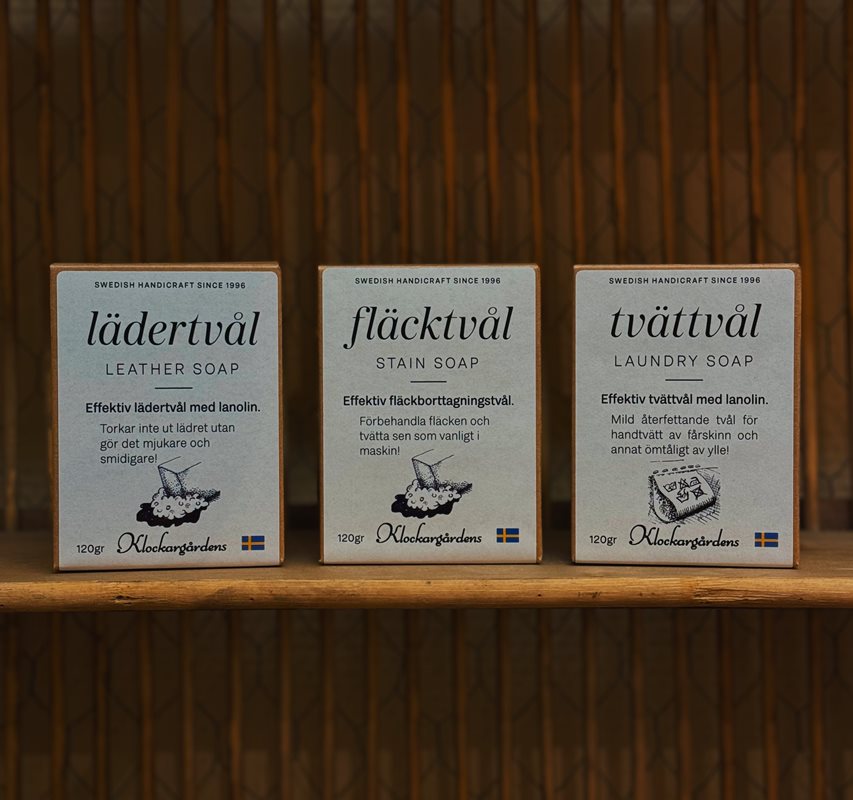 SWEDISH HANDICRAFT SINCE 1996
lädertvål
LEATHER SOAP
Effektiv lädertvål med lanolin.
Torkar inte ut lädret utan
gör det mjukare och
smidigare!
120gr Klockargårdens
SWEDISH HANDICRAFT SINCE 1996
fläcktvål
STAIN SOAP
Effektiv fläckborttagningstvål.
Förbehandla fläcken och
tvätta sen som vanligt i
maskin!
120gr Klockargårdens
SWEDISH HANDICRAFT SINCE 1996
tvättvål
LAUNDRY SOAP
Effektiv tvättvål med lanolin.
Mild återfettande tvål för
handtvätt av fårskinn och
annat ömtåligt av ylle!
120gr Klockargårdens